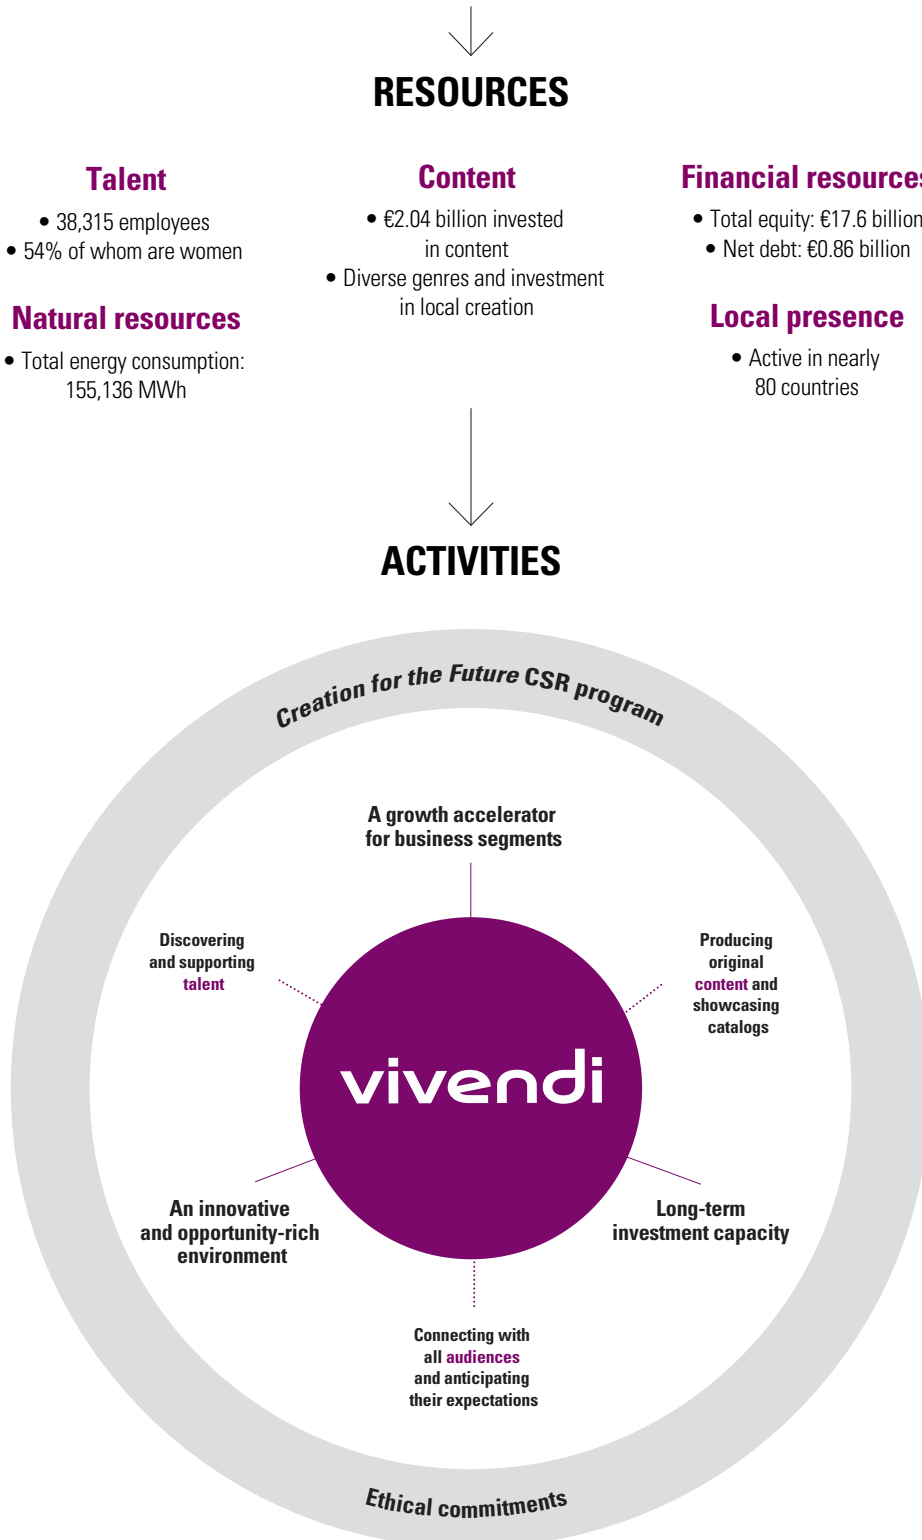 RESOURCES
Talent
• 38,315 employees
• 54% of whom are women
Natural resources
• Total energy consumption:
155,136 MWh
Content
• €2.04 billion invested
in content
• Diverse genres and investment
in local creation
Financial resources
• Total equity: €17.6 billion
• Net debt: €0.86 billion
Local presence
• Active in nearly
80 countries
ACTIVITIES
Creation for the Future CSR program
A growth accelerator
for business segments
Discovering
and supporting
talent
Producing
original
content and
showcasing
catalogs
vivendi
An innovative
and opportunity-rich
environment
Long-term
investment capacity
Connecting with
all audiences
and anticipating
their expectations
Ethical commitments